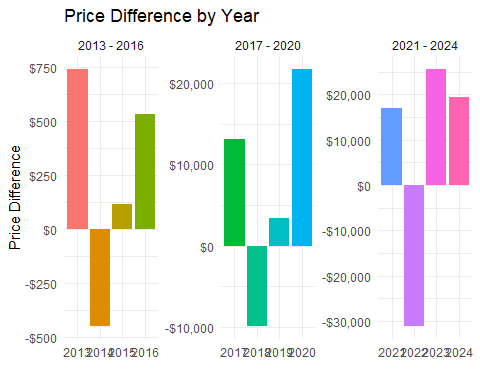 Price Difference by Year
2013 - 2016
2017 - 2020
2021 - 2024
Price Difference
$750
$500
$250
$0
-$250
-$500
$20,000
$10,000
$0
-$10,000
$20,000
$10,000
$0
-$10,000
-$20,000
-$30,000
2013 2014 2015 2016
2017 2018 2019 2020
2021 2022 2023 2024